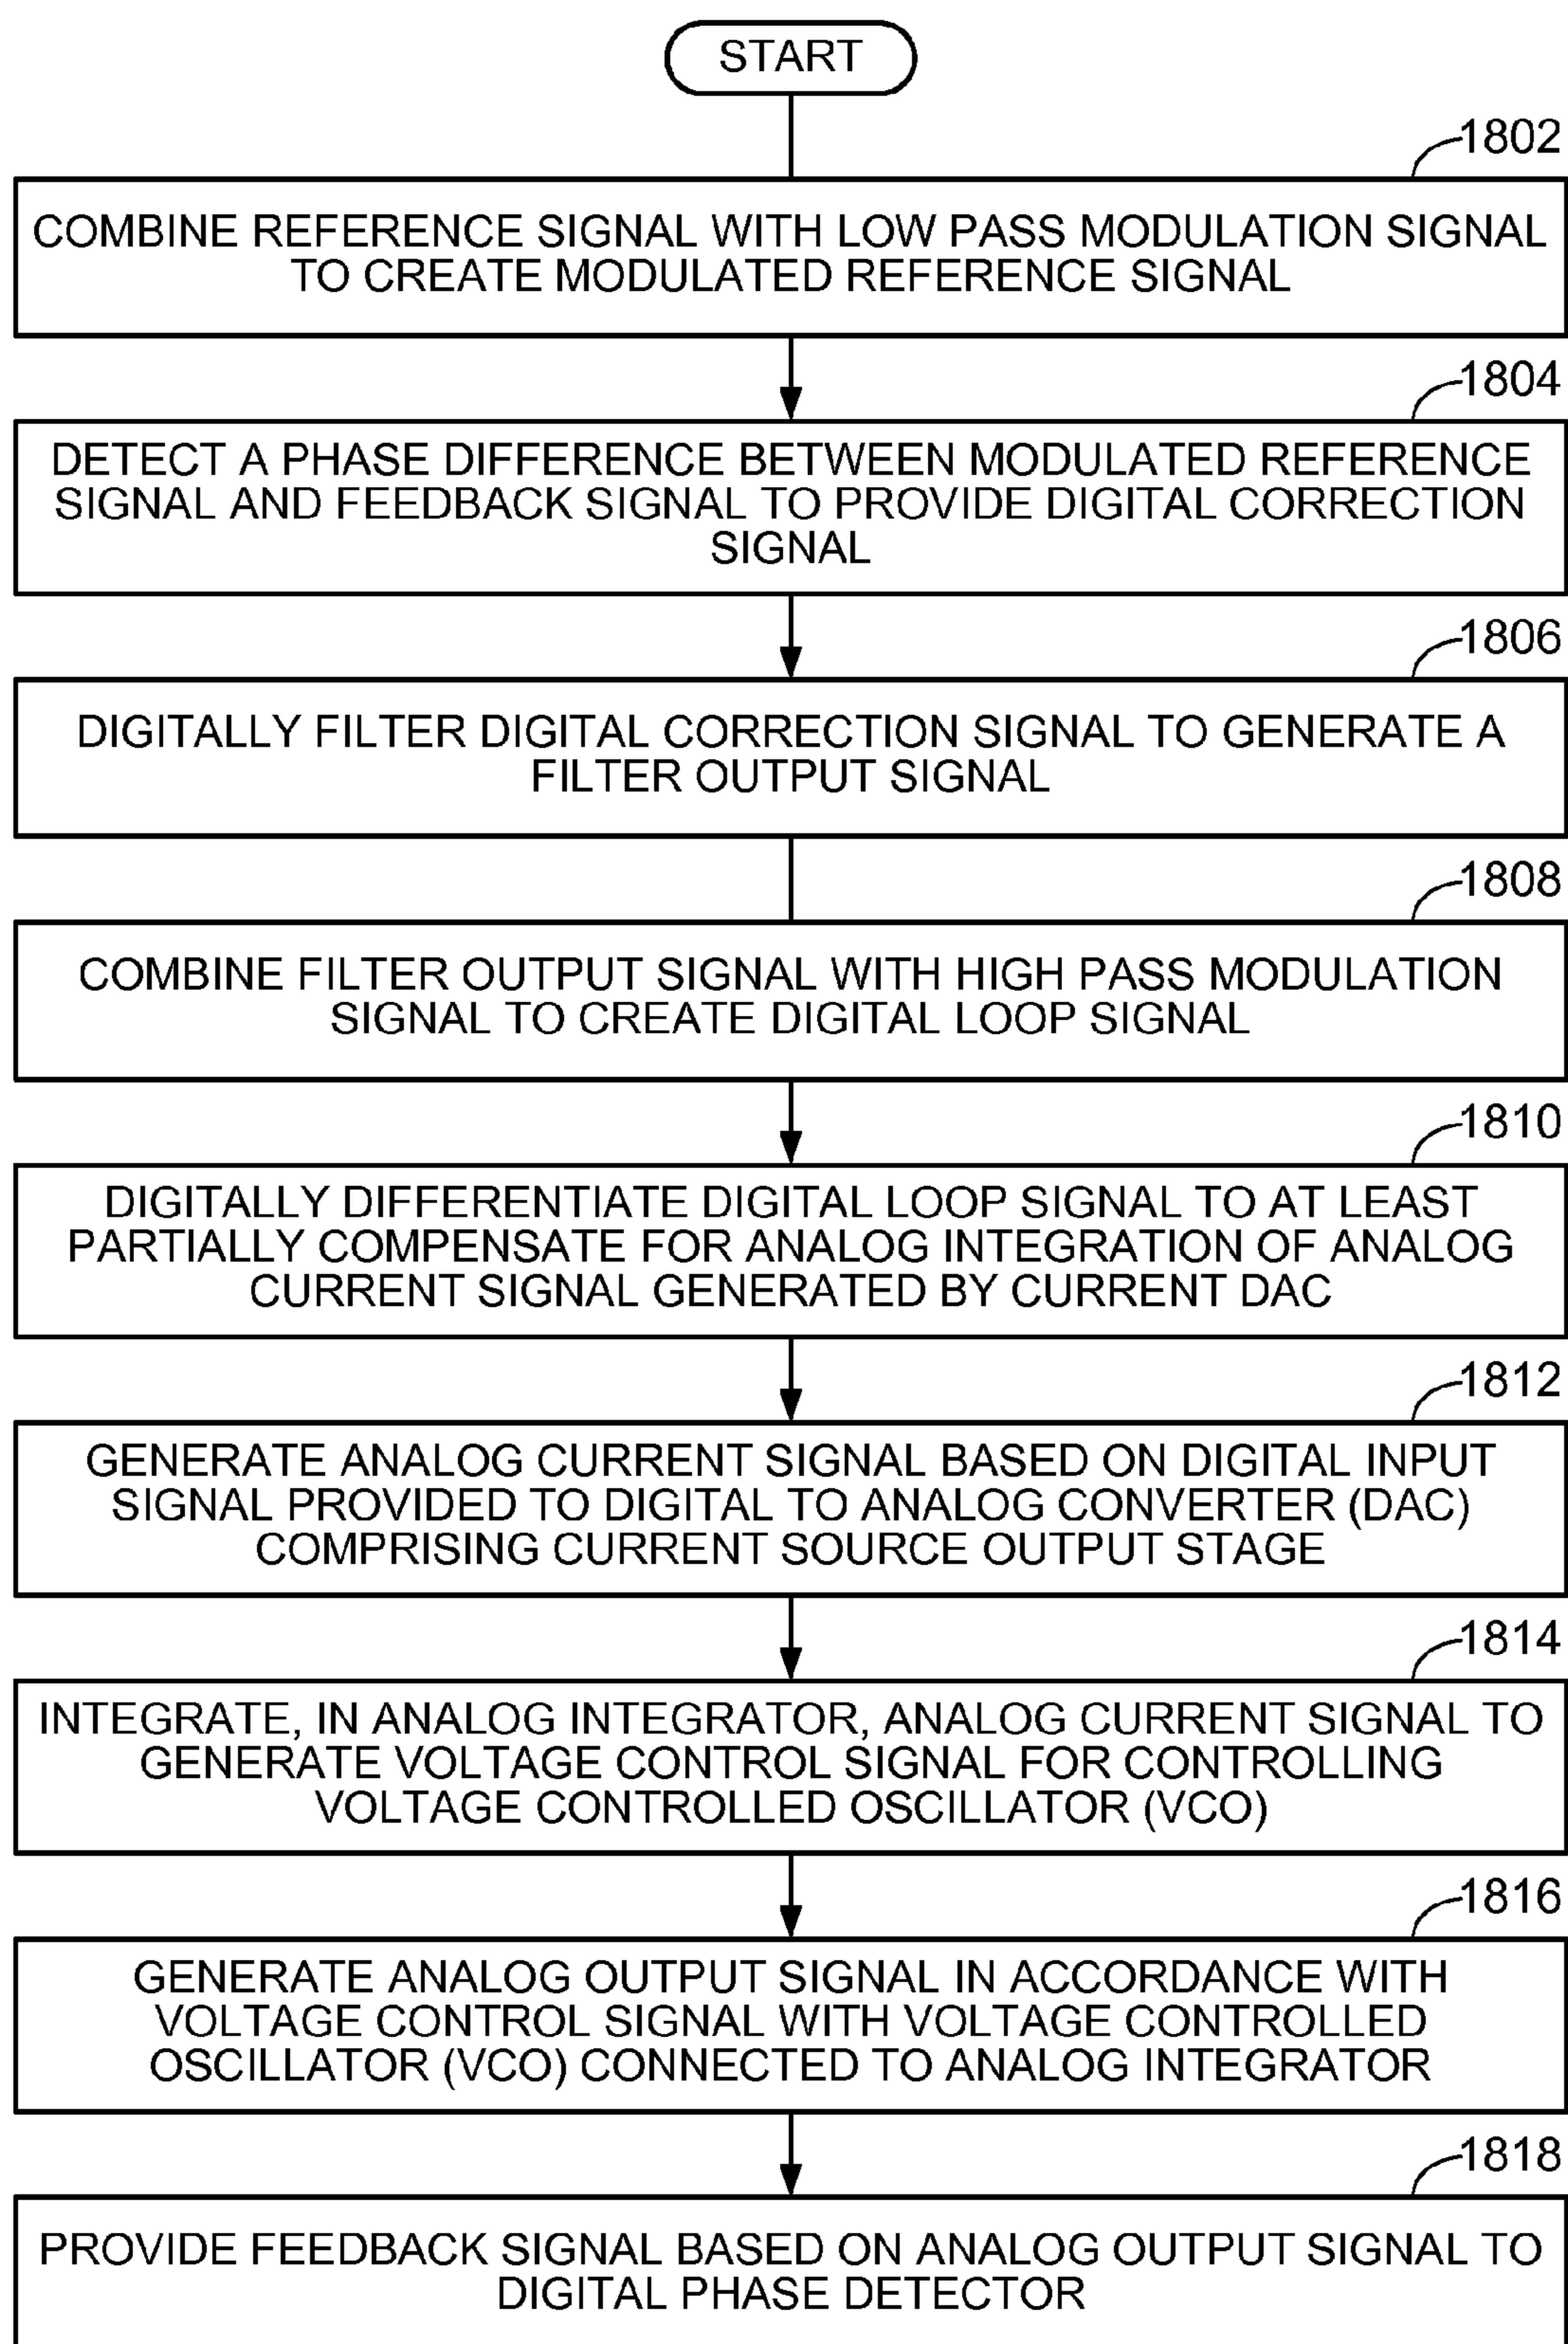 START
1802
COMBINE REFERENCE SIGNAL WITH LOW PASS MODULATION SIGNAL
TO CREATE MODULATED REFERENCE SIGNAL
1804
DETECT A PHASE DIFFERENCE BETWEEN MODULATED REFERENCE
SIGNAL AND FEEDBACK SIGNAL TO PROVIDE DIGITAL CORRECTION
SIGNAL
1806
DIGITALLY FILTER DIGITAL CORRECTION SIGNAL TO GENERATE A
FILTER OUTPUT SIGNAL
1808
COMBINE FILTER OUTPUT SIGNAL WITH HIGH PASS MODULATION
SIGNAL TO CREATE DIGITAL LOOP SIGNAL
1810
DIGITALLY DIFFERENTIATE DIGITAL LOOP SIGNAL TO AT LEAST
PARTIALLY COMPENSATE FOR ANALOG INTEGRATION OF ANALOG
CURRENT SIGNAL GENERATED BY CURRENT DAC
1812
GENERATE ANALOG CURRENT SIGNAL BASED ON DIGITAL INPUT
SIGNAL PROVIDED TO DIGITAL TO ANALOG CONVERTER (DAC)
COMPRISING CURRENT SOURCE OUTPUT STAGE
1814
INTEGRATE, IN ANALOG INTEGRATOR, ANALOG CURRENT SIGNAL TO
GENERATE VOLTAGE CONTROL SIGNAL FOR CONTROLLING
VOLTAGE CONTROLLED OSCILLATOR (VCO)
1816
GENERATE ANALOG OUTPUT SIGNAL IN ACCORDANCE WITH
VOLTAGE CONTROL SIGNAL WITH VOLTAGE CONTROLLED
OSCILLATOR (VCO) CONNECTED TO ANALOG INTEGRATOR
1818
PROVIDE FEEDBACK SIGNAL BASED ON ANALOG OUTPUT SIGNAL TO
DIGITAL PHASE DETECTOR